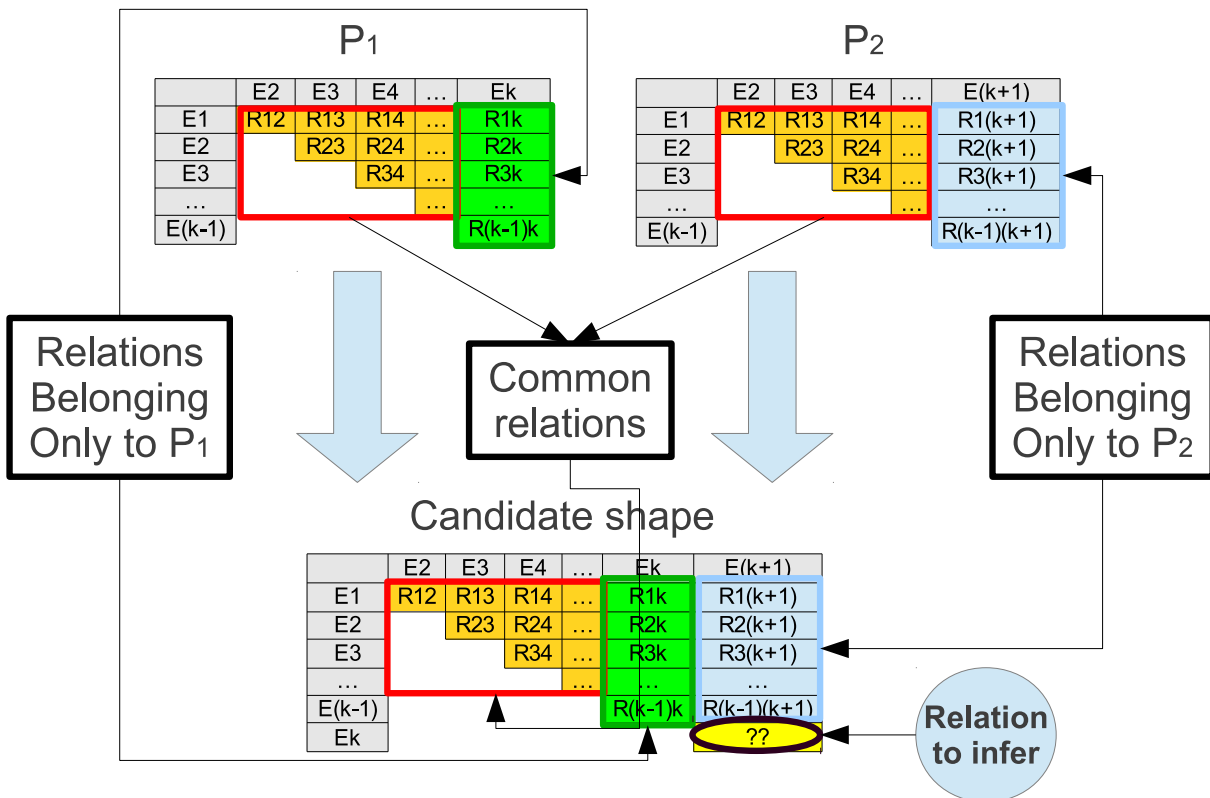 P1 P2
E2 E3 E4 ... Ek
E1 R12 R13 R14 ... R1k
E2 R23 R24 ... R2k
E3 R34 ... R3k
... ... ...
E(k-1) R(k-1)k
E2 E3 E4 ... E(k+1)
E1 R12 R13 R14 ... R1(k+1)
E2 R23 R24 ... R2(k+1)
E3 R34 ... R3(k+1)
... ... ...
E(k-1) R(k-1)(k+1)
Relations
Belonging
Only to P1
Common
relations
Relations
Belonging
Only to P2
Candidate shape
E2 E3 E4 ... Ek E(k+1)
E1 R12 R13 R14 ... R1k R1(k+1)
E2 R23 R24 ... R2k R2(k+1)
E3 R34 ... R3k R3(k+1)
... ... ... ...
E(k-1) R(k-1)k R(k-1)(k+1)
Ek ??
Relation
to infer